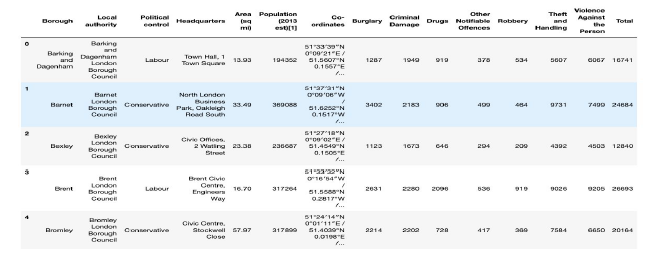 Borough Local authority Political control Headquarters Area (sq mi) Population (2013 est)[1] Co-ordinates Burglary Criminal Damage Drugs Other Notifiable Offences Robbery Theft and Handling Violence Against the Person Total
0 Barking and Dagenham Barking and Dagenham London Borough Council Labour Town Hall, 1 Town Square 13.93 194352 51°33′39″N 0°09′21″E / 51.5607°N 0.1557°E /... 1287 1949 919 378 534 5607 6067 16741
1 Barnet Barnet London Borough Council Conservative North London Business Park, Oakleigh Road South 33.49 369088 51°37′31″N 0°09′06″W / 51.6252°N 0.1517°W /... 3402 2183 906 499 464 9731 7499 24684
2 Bexley Bexley London Borough Council Conservative Civic Offices, 2 Watling Street 23.38 236687 51°27′18″N 0°09′02″E / 51.4549°N 0.1505°E /... 1123 1673 646 294 209 4392 4503 12840
3 Brent Brent London Borough Council Labour Brent Civic Centre, Engineers Way 16.70 317264 51°33′32″N 0°16′54″W / 51.5588°N 0.2817°W /... 2631 2280 2096 536 919 9026 9205 26693
4 Bromley Bromley London Borough Council Conservative Civic Centre, Stockwell Close 57.97 317899 51°24′14″N 0°01′11″E / 51.4039°N 0.0198°E /... 2214 2202 728 417 369 7584 6650 20164